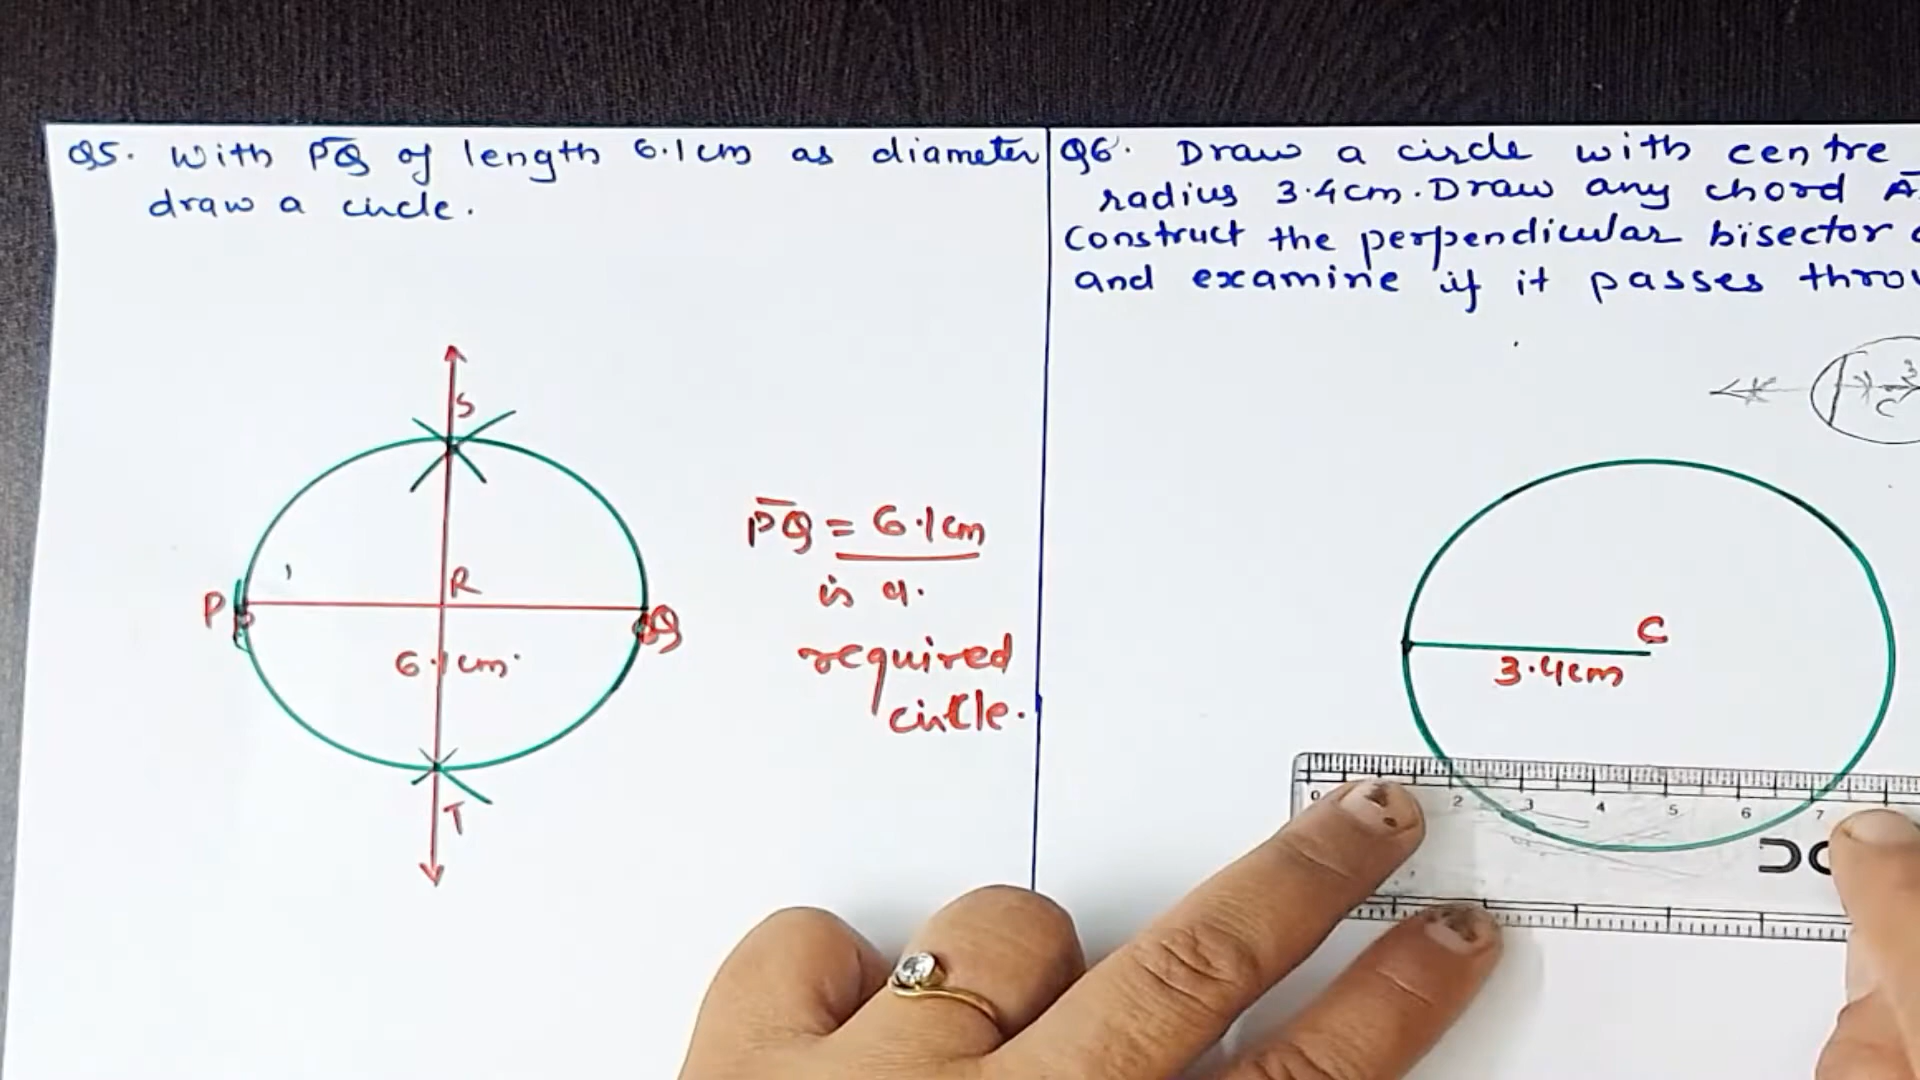 Q5. With PQ of length 6.1cm as diameter
draw a circle.
S
P
R
Q
6.1cm.
T
PQ = 6.1cm
is a.
required
circle.
Q6. Draw a circle with centre
radius 3.4cm. Draw any chord A
Construct the perpendicular bisector
and examine if it passes throu
3
C
C
3.4cm
0 2 3 4 5 6 7